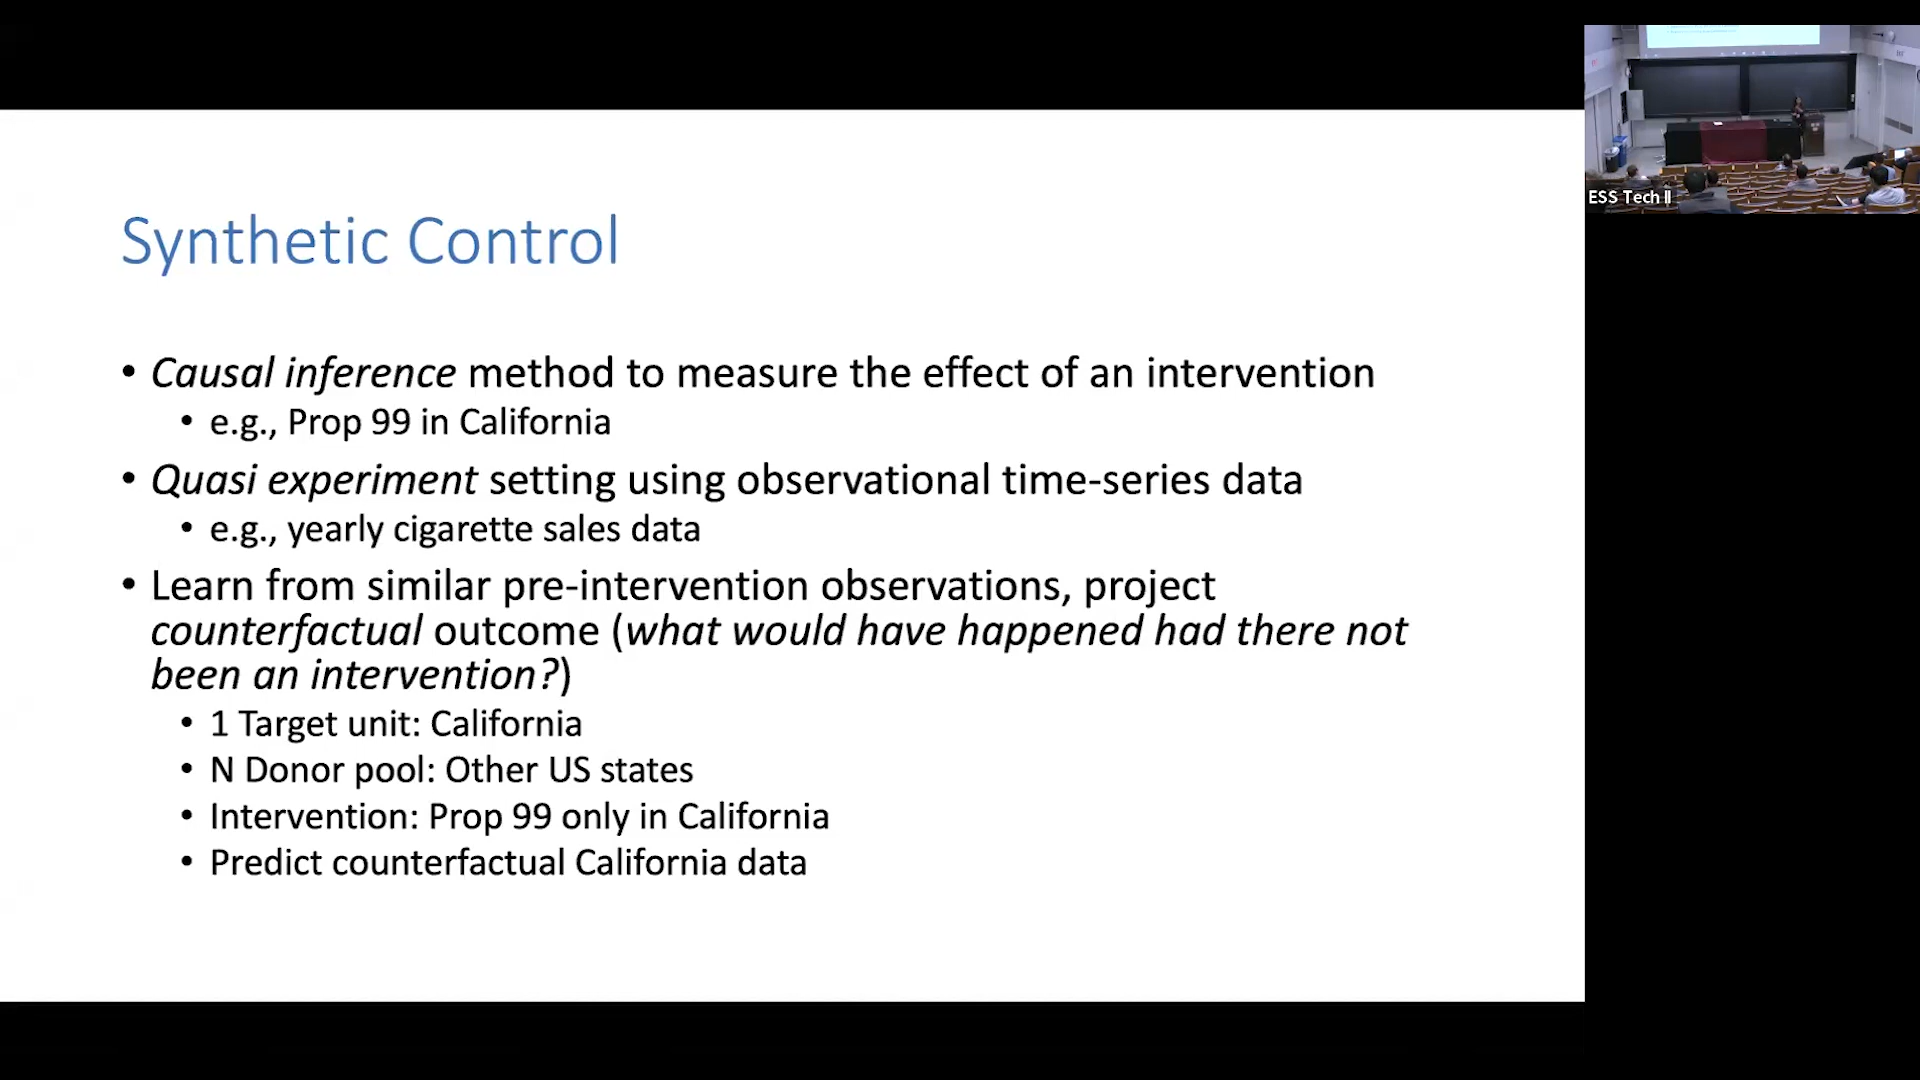 Synthetic Control
• Causal inference method to measure the effect of an intervention
• e.g., Prop 99 in California
• Quasi experiment setting using observational time-series data
• e.g., yearly cigarette sales data
• Learn from similar pre-intervention observations, project
counterfactual outcome (what would have happened had there not
been an intervention?)
• 1 Target unit: California
• N Donor pool: Other US states
• Intervention: Prop 99 only in California
• Predict counterfactual California data
ESS Tech II